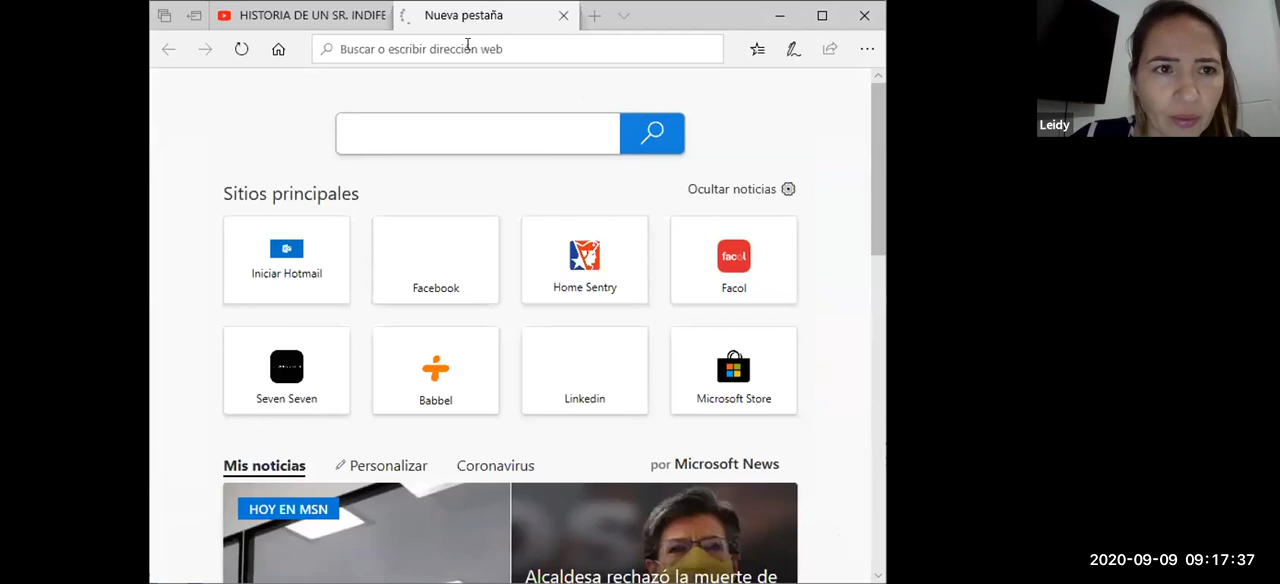 HISTORIA DE UN SR. INDIFE
Nueva pestaña
Buscar o escribir dirección web
Leidy
Sitios principales
Ocultar noticias
Iniciar Hotmail
Facebook
Home Sentry
facol
Facol
Seven Seven
Babbel
Linkedin
Microsoft Store
Mis noticias
Personalizar
Coronavirus
por Microsoft News
HOY EN MSN
Alcaldesa rechazó la muerte de
2020-09-09 09:17:37